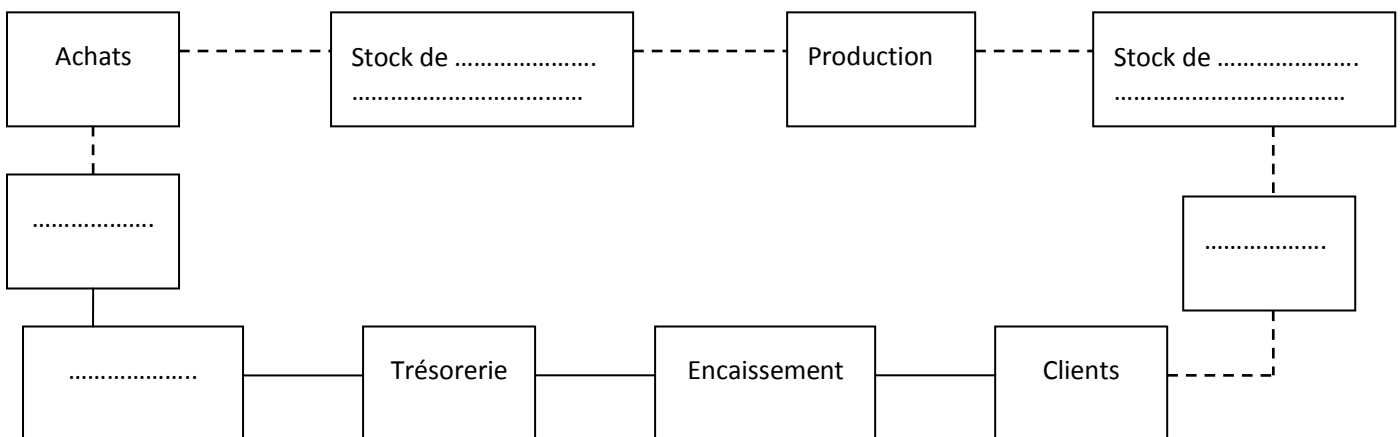 Achats
Stock de ........................
.......................................
Production
Stock de ........................
.......................................
.....................
.....................
......................
Trésorerie
Encaissement
Clients